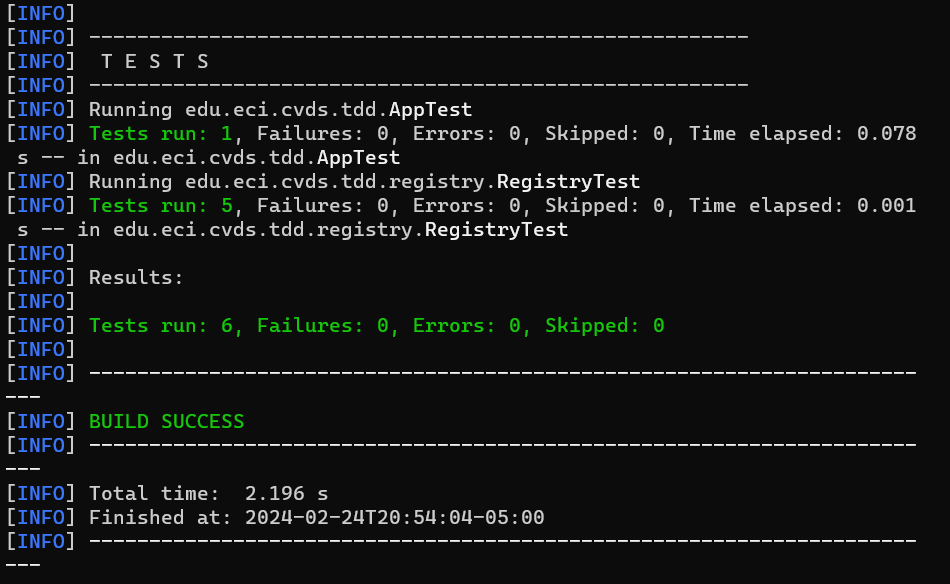 [INFO]
[INFO] -------------------------------------------------------
[INFO]  T E S T S
[INFO] -------------------------------------------------------
[INFO] Running edu.eci.cvds.tdd.AppTest
[INFO] Tests run: 1, Failures: 0, Errors: 0, Skipped: 0, Time elapsed: 0.078
 s -- in edu.eci.cvds.tdd.AppTest
[INFO] Running edu.eci.cvds.tdd.registry.RegistryTest
[INFO] Tests run: 5, Failures: 0, Errors: 0, Skipped: 0, Time elapsed: 0.001
 s -- in edu.eci.cvds.tdd.registry.RegistryTest
[INFO]
[INFO] Results:
[INFO]
[INFO] Tests run: 6, Failures: 0, Errors: 0, Skipped: 0
[INFO]
[INFO] ---------------------------------------------------------------------
---
[INFO] BUILD SUCCESS
[INFO] ---------------------------------------------------------------------
---
[INFO] Total time:  2.196 s
[INFO] Finished at: 2024-02-24T20:54:04-05:00
[INFO] ---------------------------------------------------------------------
---